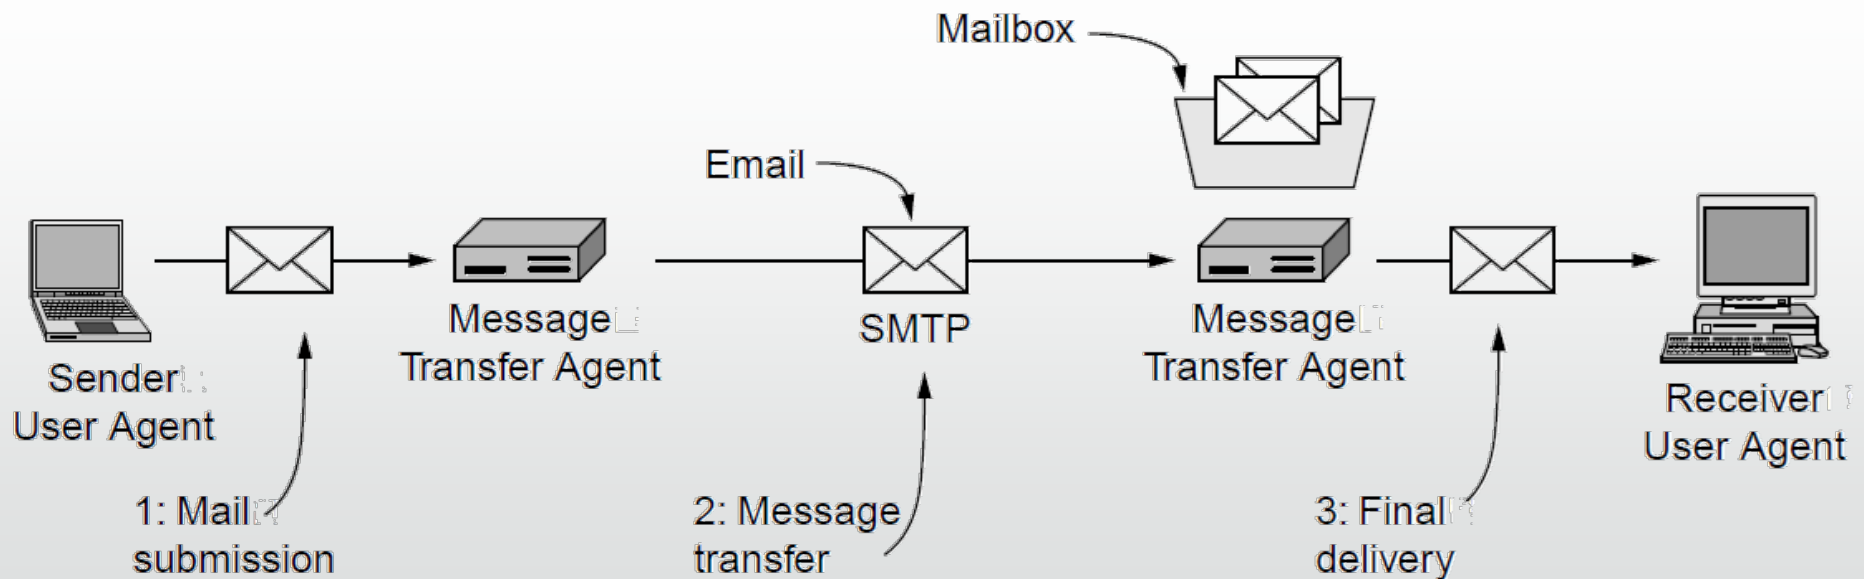 Mailbox
Email
Message
Transfer Agent
SMTP
Message
Transfer Agent
Sender
User Agent
Receiver
User Agent
1: Mail
submission
2: Message
transfer
3: Final
delivery